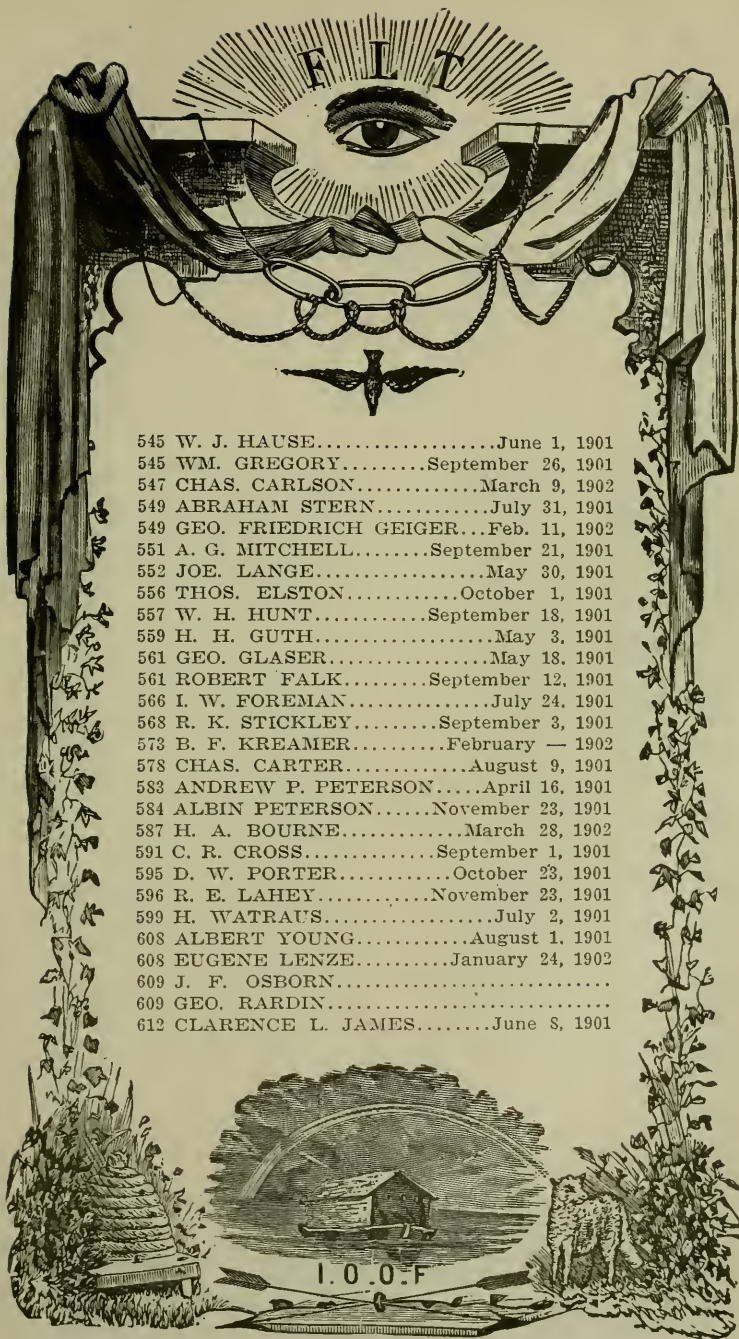 F L T
545 W. J. HAUSE..................June 1, 1901
545 WM. GREGORY.........September 26, 1901
547 CHAS. CARLSON............March 9, 1902
549 ABRAHAM STERN............July 31, 1901
549 GEO. FRIEDRICH GEIGER...Feb. 11, 1902
551 A. G. MITCHELL........September 21, 1901
552 JOE. LANGE..................May 30, 1901
556 THOS. ELSTON............October 1, 1901
557 W. H. HUNT............September 18, 1901
559 H. H. GUTH...................May 3, 1901
561 GEO. GLASER.................May 18, 1901
561 ROBERT FALK.........September 12, 1901
566 I. W. FOREMAN...............July 24, 1901
568 R. K. STICKLEY.........September 3, 1901
573 B. F. KREAMER..........February — 1902
578 CHAS. CARTER.............August 9, 1901
583 ANDREW P. PETERSON.....April 16, 1901
584 ALBIN PETERSON......November 23, 1901
587 H. A. BOURNE.............March 28, 1902
591 C. R. CROSS..............September 1, 1901
595 D. W. PORTER............October 23, 1901
596 R. E. LAHEY............November 23, 1901
599 H. WATRAUS..................July 2, 1901
608 ALBERT YOUNG............August 1, 1901
608 EUGENE LENZE..........January 24, 1902
609 J. F. OSBORN.............................
609 GEO. RARDIN.............................
612 CLARENCE L. JAMES........June 8, 1901
I.O.O.F